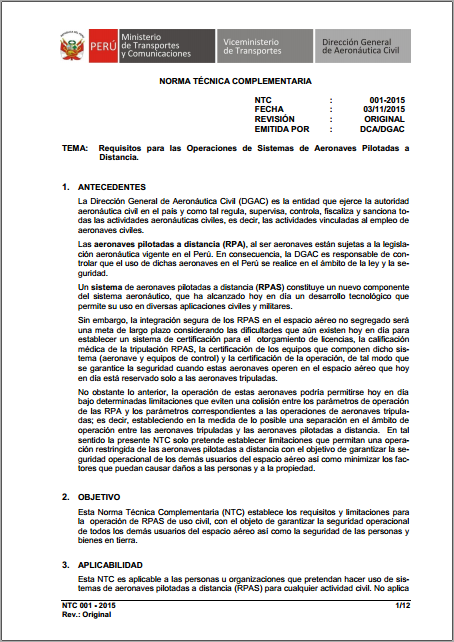 PERÚ
Ministerio
de Transportes
y Comunicaciones
Viceministerio
de Transportes
Dirección General
de Aeronáutica Civil
NORMA TÉCNICA COMPLEMENTARIA
NTC : 001-2015
FECHA : 03/11/2015
REVISIÓN : ORIGINAL
EMITIDA POR : DCA/DGAC
TEMA: Requisitos para las Operaciones de Sistemas de Aeronaves Pilotadas a
Distancia.
1. ANTECEDENTES
La Dirección General de Aeronáutica Civil (DGAC) es la entidad que ejerce la autoridad
aeronáutica civil en el país y como tal regula, supervisa, controla, fiscaliza y sanciona to-
das las actividades aeronáuticas civiles, es decir, las actividades vinculadas al empleo de
aeronaves civiles.
Las aeronaves pilotadas a distancia (RPA), al ser aeronaves están sujetas a la legisla-
ción aeronáutica vigente en el Perú. En consecuencia, la DGAC es responsable de con-
trolar que el uso de dichas aeronaves en el Perú se realice en el ámbito de la ley y la se-
guridad.
Un sistema de aeronaves pilotadas a distancia (RPAS) constituye un nuevo componente
del sistema aeronáutico, que ha alcanzado hoy en día un desarrollo tecnológico que
permite su uso en diversas aplicaciones civiles y militares.
Sin embargo, la integración segura de los RPAS en el espacio aéreo no segregado será
una meta de largo plazo considerando las dificultades que aún existen hoy en día para
establecer un sistema de certificación para el otorgamiento de licencias, la calificación
médica de la tripulación RPAS, la certificación de los equipos que componen dicho sis-
tema (aeronave y equipos de control) y la certificación de la operación, de tal modo que
se garantice la seguridad cuando estas aeronaves operen en el espacio aéreo que hoy
en día está reservado solo a las aeronaves tripuladas.
No obstante lo anterior, la operación de estas aeronaves podría permitirse hoy en día
bajo determinadas limitaciones que eviten una colisión entre los parámetros de operación
de las RPA y los parámetros correspondientes a las operaciones de aeronaves tripula-
das; es decir, estableciendo en la medida de lo posible una separación en el ámbito de
operación entre las aeronaves tripuladas y las aeronaves pilotadas a distancia. En tal
sentido la presente NTC solo pretende establecer limitaciones que permitan una opera-
ción restringida de las aeronaves pilotadas a distancia con el objetivo de garantizar la se-
guridad operacional de los demás usuarios del espacio aéreo así como minimizar los fac-
tores que puedan causar daños a las personas y a la propiedad.
2. OBJETIVO
Esta Norma Técnica Complementaria (NTC) establece los requisitos y limitaciones para
la operación de RPAS de uso civil, con el objeto de garantizar la seguridad operacional
de todos los demás usuarios del espacio aéreo así como la seguridad de las personas y
bienes en tierra.
3. APLICABILIDAD
Esta NTC es aplicable a las personas u organizaciones que pretendan hacer uso de sis-
temas de aeronaves pilotadas a distancia (RPAS) para cualquier actividad civil. No aplica
NTC 001 - 2015 1/12
Rev.: Original